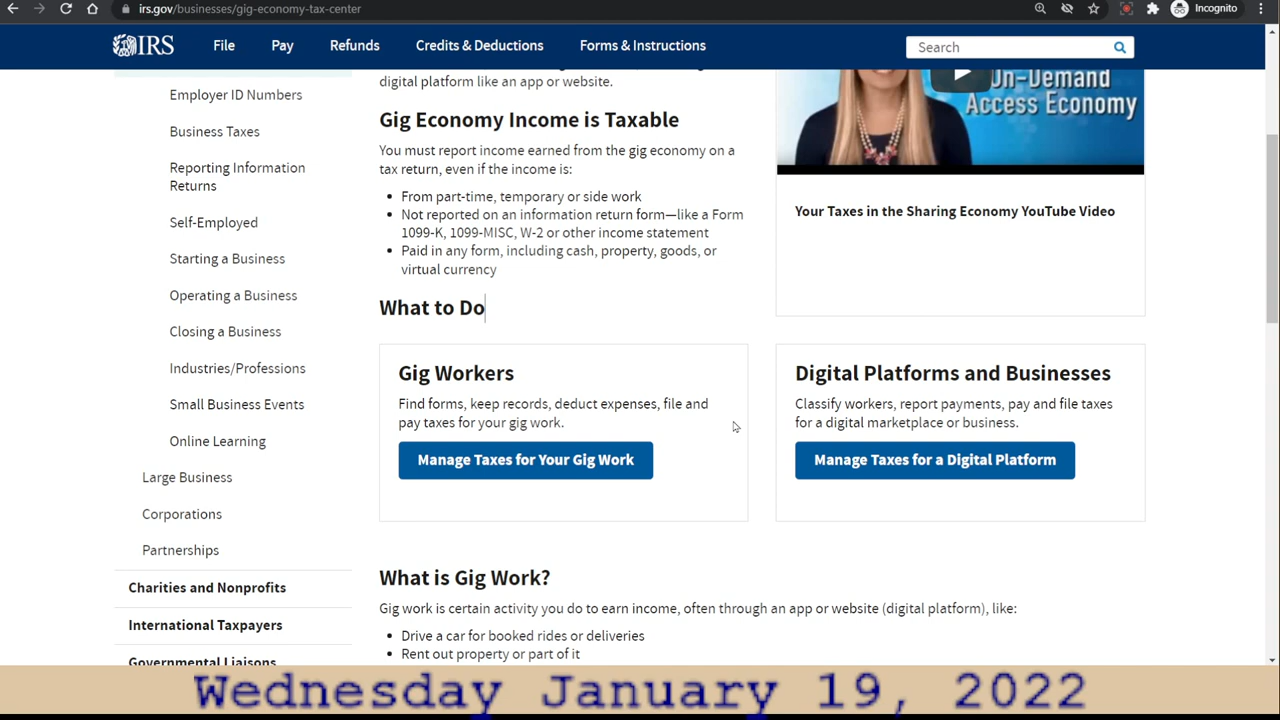 irs.gov/businesses/gig-economy-tax-center
Incognito
IRS
File
Pay
Refunds
Credits & Deductions
Forms & Instructions
Search
Employer ID Numbers
Business Taxes
Reporting Information
Returns
Self-Employed
Starting a Business
Operating a Business
Closing a Business
Industries/Professions
Small Business Events
Online Learning
Large Business
Corporations
Partnerships
Charities and Nonprofits
International Taxpayers
Governmental Liaisons
digital platform like an app or website.
Gig Economy Income is Taxable
You must report income earned from the gig economy on a
tax return, even if the income is:
• From part-time, temporary or side work
• Not reported on an information return form—like a Form
1099-K, 1099-MISC, W-2 or other income statement
• Paid in any form, including cash, property, goods, or
virtual currency
On-Demand
Access Economy
Your Taxes in the Sharing Economy YouTube Video
What to Do
Gig Workers
Find forms, keep records, deduct expenses, file and
pay taxes for your gig work.
Manage Taxes for Your Gig Work
Digital Platforms and Businesses
Classify workers, report payments, pay and file taxes
for a digital marketplace or business.
Manage Taxes for a Digital Platform
What is Gig Work?
Gig work is certain activity you do to earn income, often through an app or website (digital platform), like:
• Drive a car for booked rides or deliveries
• Rent out property or part of it
Wednesday January 19, 2022